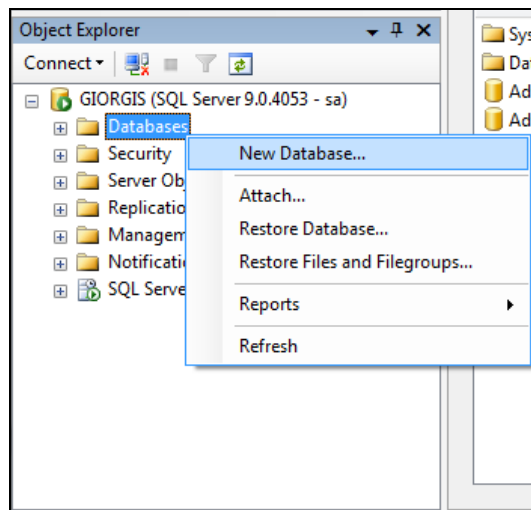 Object Explorer
Connect
GIORGIS (SQL Server 9.0.4053 - sa)
Databases
Security
Server Ob
Replicatio
Managem
Notificati
SQL Serve
New Database...
Attach...
Restore Database...
Restore Files and Filegroups...
Reports
Refresh
Sys
Da
Ad
Ad